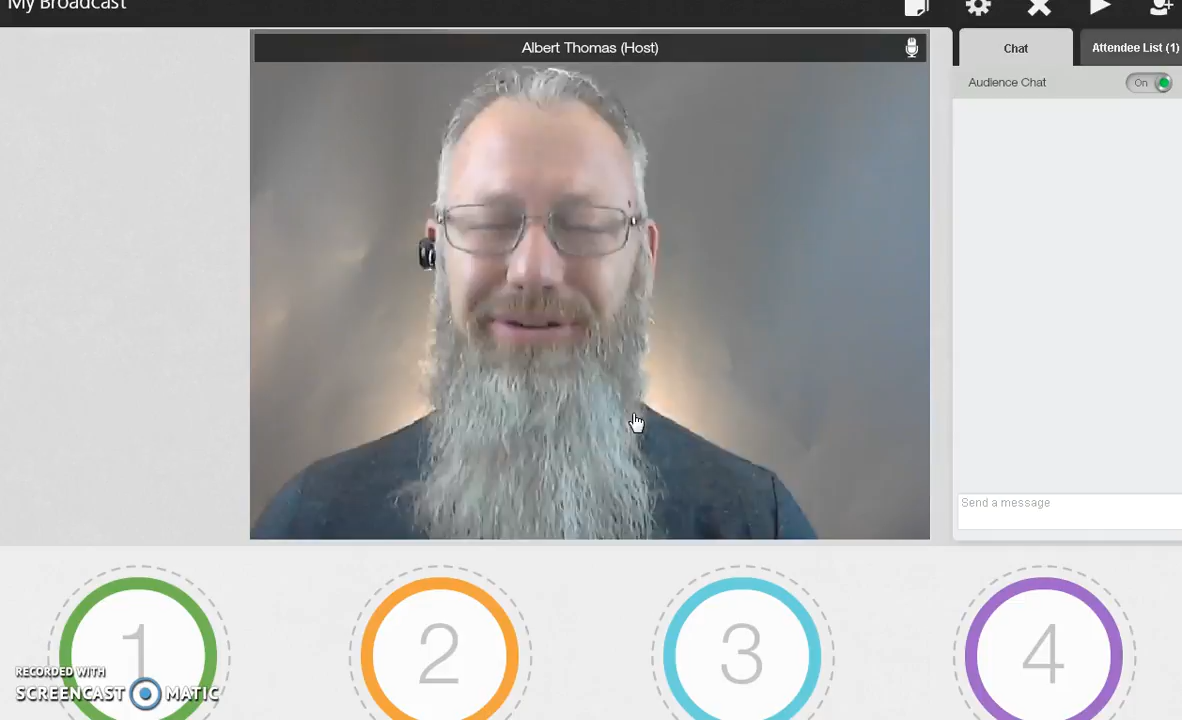 My Broadcast
Albert Thomas (Host)
Chat
Attendee List (1)
Audience Chat
On
Send a message
1
2
3
4
RECORDED WITH
SCREENCAST MATIC